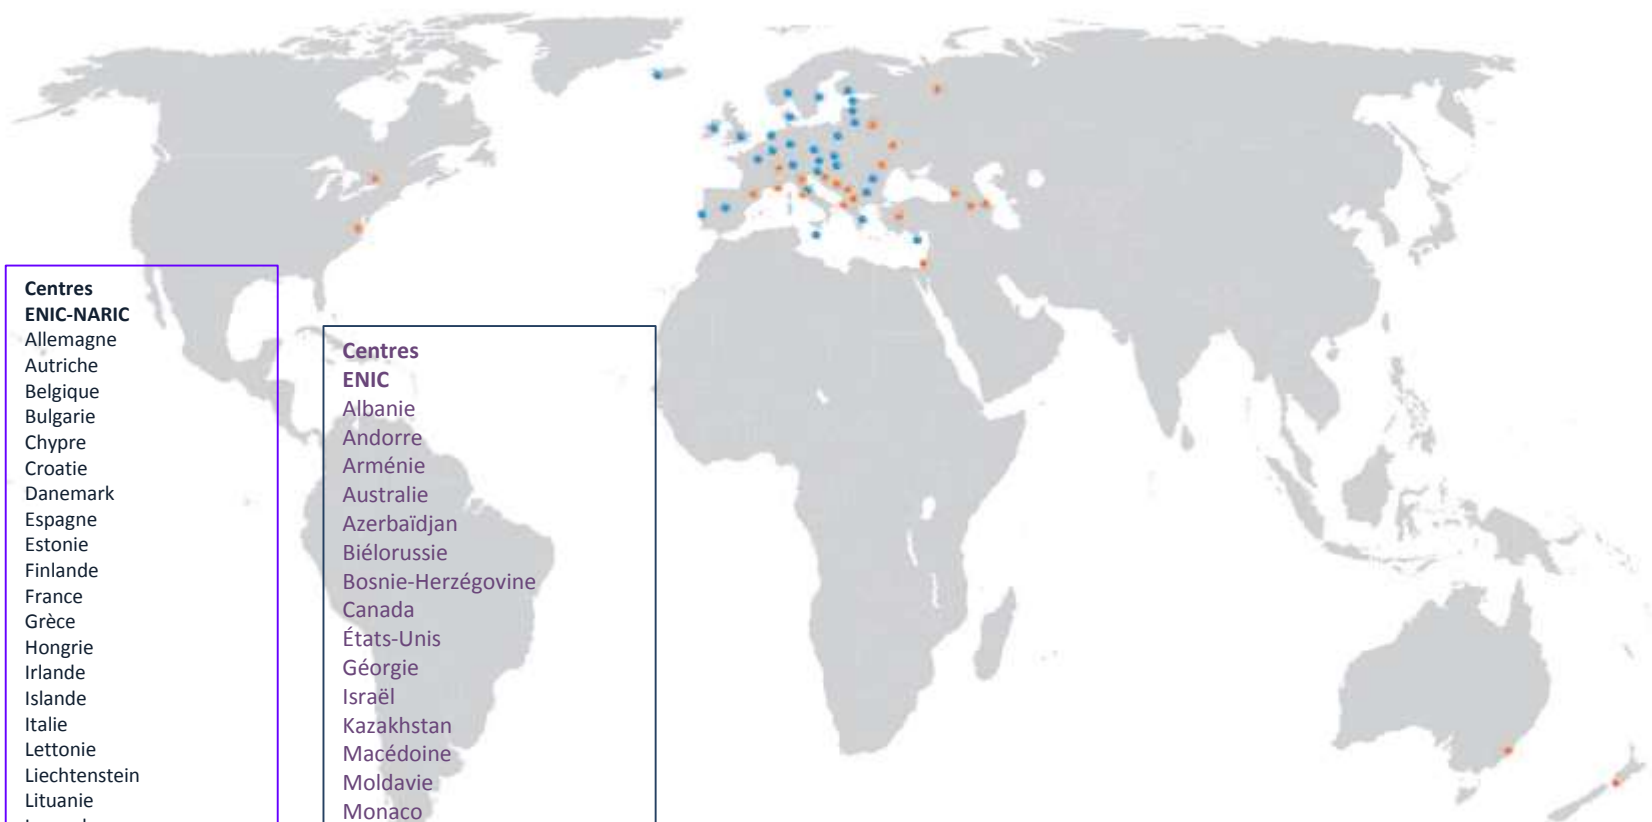 Centres
ENIC-NARIC
Allemagne
Autriche
Belgique
Bulgarie
Chypre
Croatie
Danemark
Espagne
Estonie
Finlande
France
Grèce
Hongrie
Irlande
Islande
Italie
Lettonie
Liechtenstein
Lituanie
Centres
ENIC
Albanie
Andorre
Arménie
Australie
Azerbaïdjan
Biélorussie
Bosnie-Herzégovine
Canada
États-Unis
Géorgie
Israël
Kazakhstan
Macédoine
Moldavie
Monaco